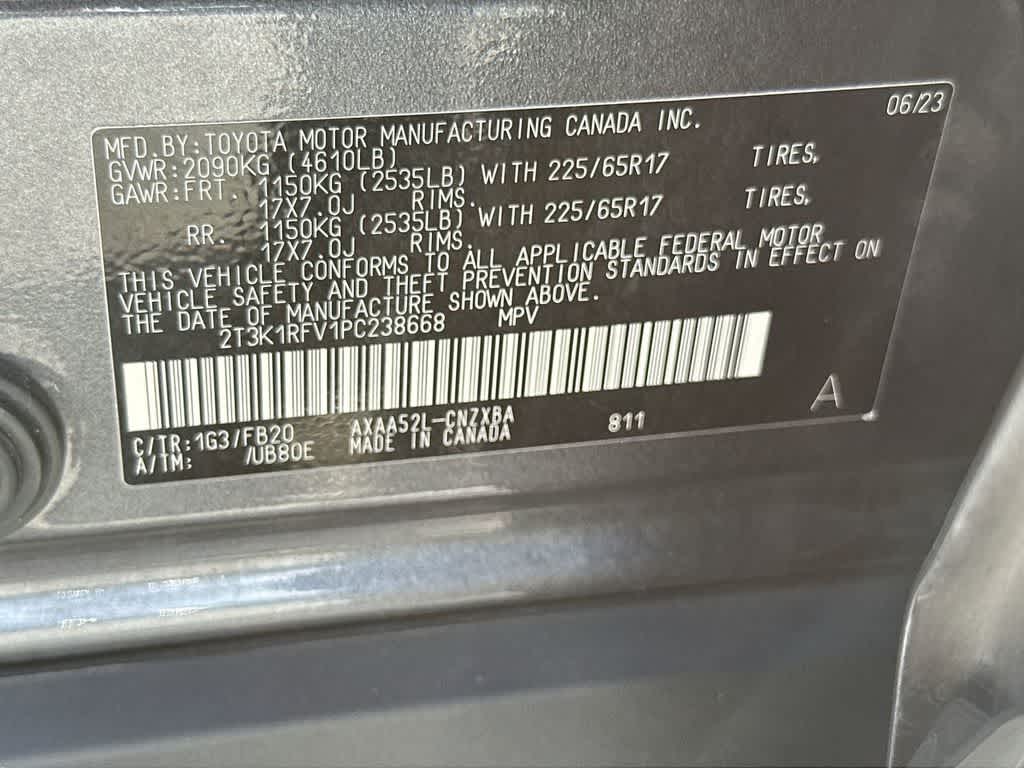 06/23
MFD. BY: TOYOTA MOTOR MANUFACTURING CANADA INC.
GVWR: 2090KG (4610LB)
GAWR: FRT. 1150KG (2535LB) WITH 225/65R17 TIRES,
17X7.0J RIMS.
RR. 1150KG (2535LB) WITH 225/65R17 TIRES,
17X7.0J RIMS.
THIS VEHICLE CONFORMS TO ALL APPLICABLE FEDERAL MOTOR
VEHICLE SAFETY AND THEFT PREVENTION STANDARDS IN EFFECT ON
THE DATE OF MANUFACTURE SHOWN ABOVE.
2T3K1RFV1PC238668 MPV
A
C/TR: 1G3/FB20 AXAA52L-CNZXBA 811
A/TM: /UB80E MADE IN CANADA